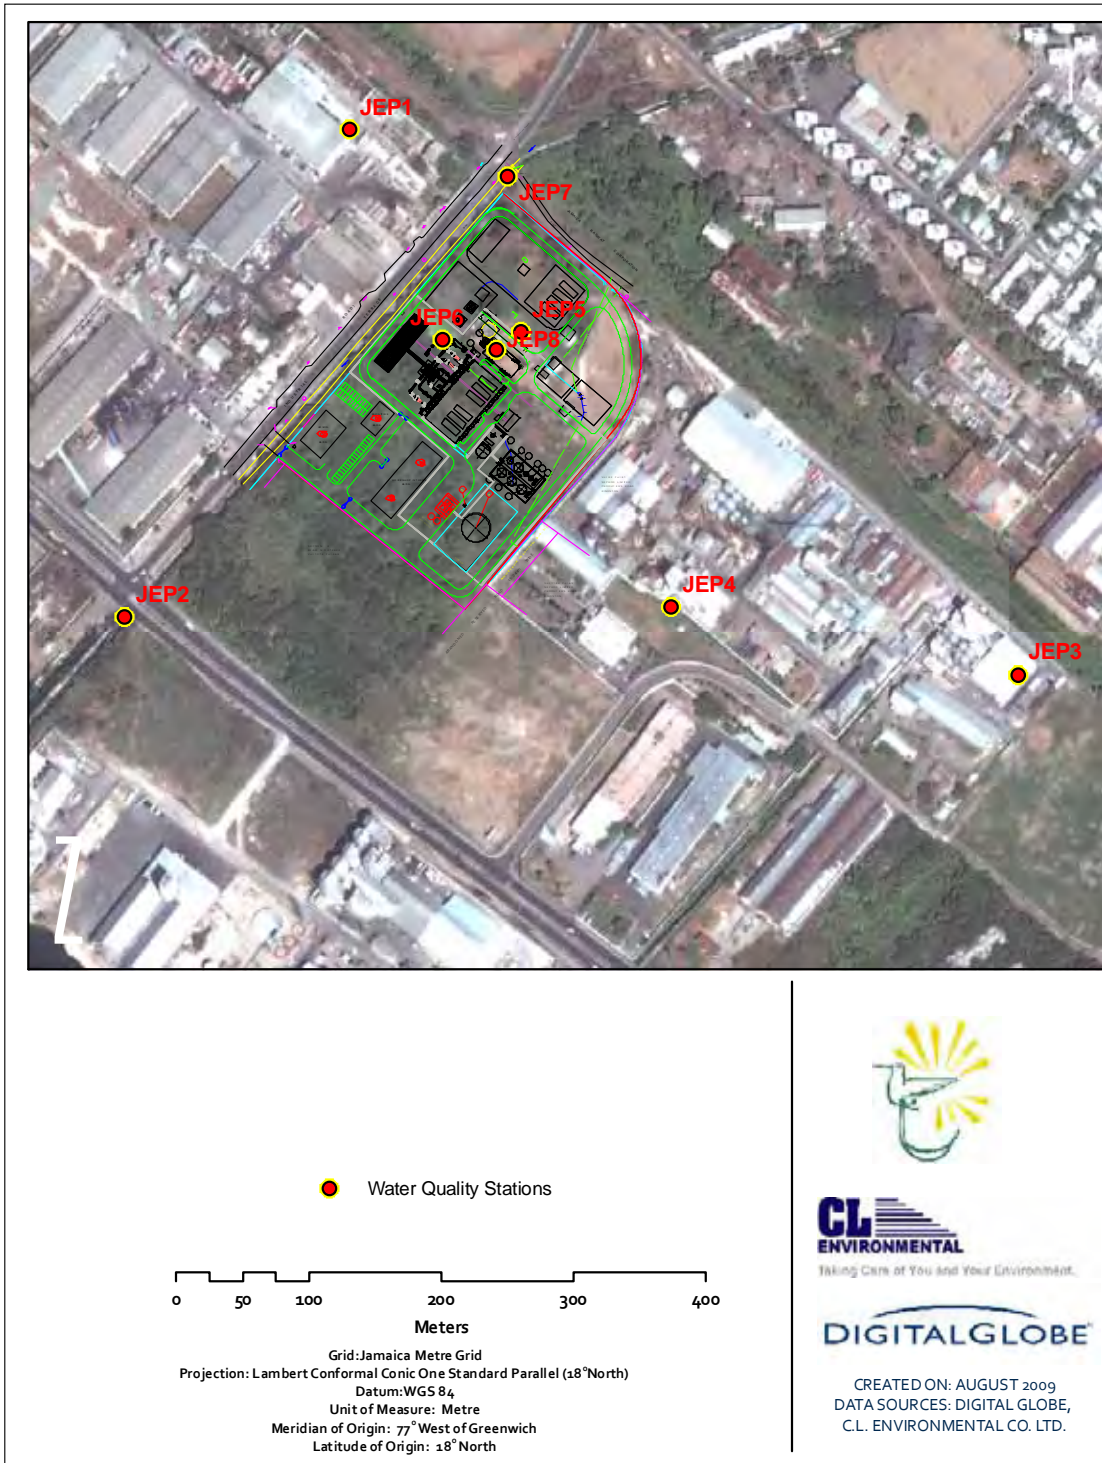 JEP1
JEP7
JEP5
JEP6
JEP8
JEP2
JEP4
JEP3
Water Quality Stations
0 50 100 200 300 400
Meters
Grid:Jamaica Metre Grid
Projection: Lambert Conformal Conic One Standard Parallel (18°North)
Datum:WGS 84
Unit of Measure: Metre
Meridian of Origin: 77° West of Greenwich
Latitude of Origin: 18° North
CL
ENVIRONMENTAL
Taking Care of You and Your Environment.
DIGITALGLOBE
CREATED ON: AUGUST 2009
DATA SOURCES: DIGITAL GLOBE,
C.L. ENVIRONMENTAL CO. LTD.